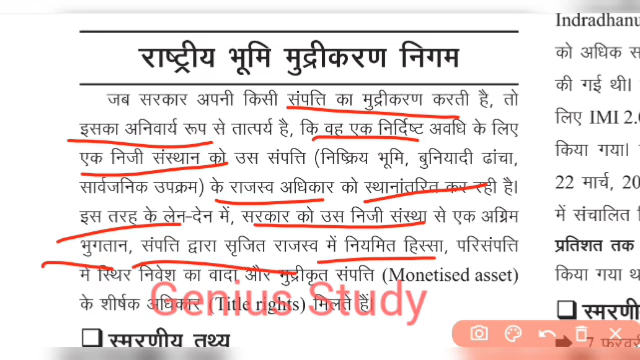 राष्ट्रीय भूमि मुद्रीकरण निगम
जब सरकार अपनी किसी संपत्ति का मुद्रीकरण करती है, तो
इसका अनिवार्य रूप से तात्पर्य है, कि वह एक निर्दिष्ट अवधि के लिए
एक निजी संस्थान को उस संपत्ति (निष्क्रिय भूमि, बुनियादी ढांचा,
सार्वजनिक उपक्रम) के राजस्व अधिकार को स्थानांतरित कर रही है।
इस तरह के लेन-देन में, सरकार को उस निजी संस्था से एक अग्रिम
भुगतान, संपत्ति द्वारा सृजित राजस्व में नियमित हिस्सा, परिसंपत्ति
में स्थिर निवेश का वादा और मुद्रीकृत संपत्ति (Monetised asset)
के शीर्षक अधिकार (Title rights) मिलते हैं।
Genius Study
स्मरणीय तथ्य
Indradhanu
को अधिक स
की गई थी।
लिए IMI 2.
किया गया।
22 मार्च, 20
में संचालित
प्रतिशत तक
किया गया थ
स्मरणी
7 फरवरी